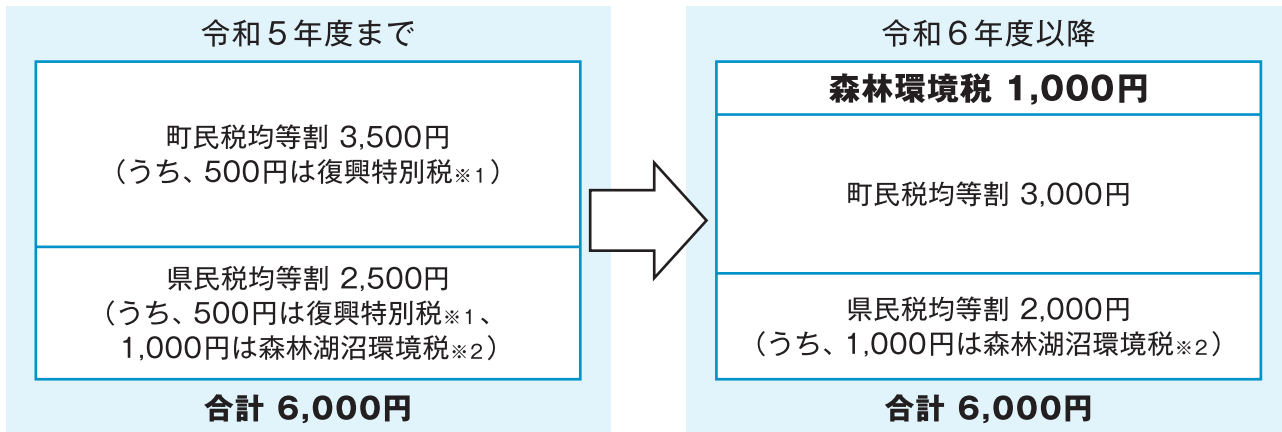 令和5年度まで
町民税均等割 3,500円
（うち、500円は復興特別税※1）
県民税均等割 2,500円
（うち、500円は復興特別税※1、
1,000円は森林湖沼環境税※2）
合計 6,000円
令和6年度以降
森林環境税 1,000円
町民税均等割 3,000円
県民税均等割 2,000円
（うち、1,000円は森林湖沼環境税※2）
合計 6,000円